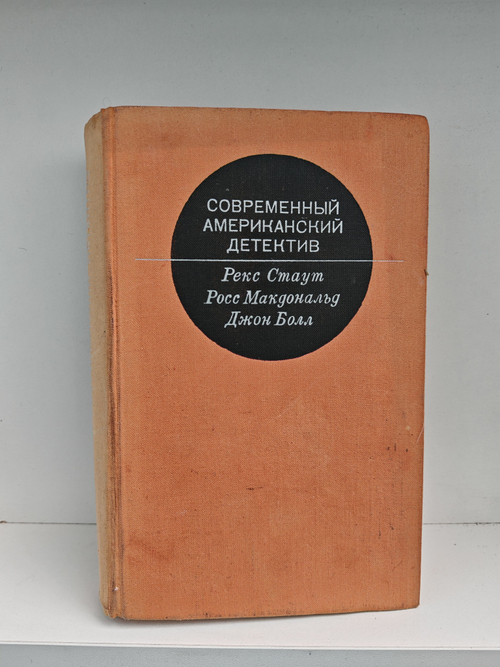 СОВРЕМЕННЫЙ
АМЕРИКАНСКИЙ
ДЕТЕКТИВ
Рекс Стаут
Росс Макдональд
Джон Болл